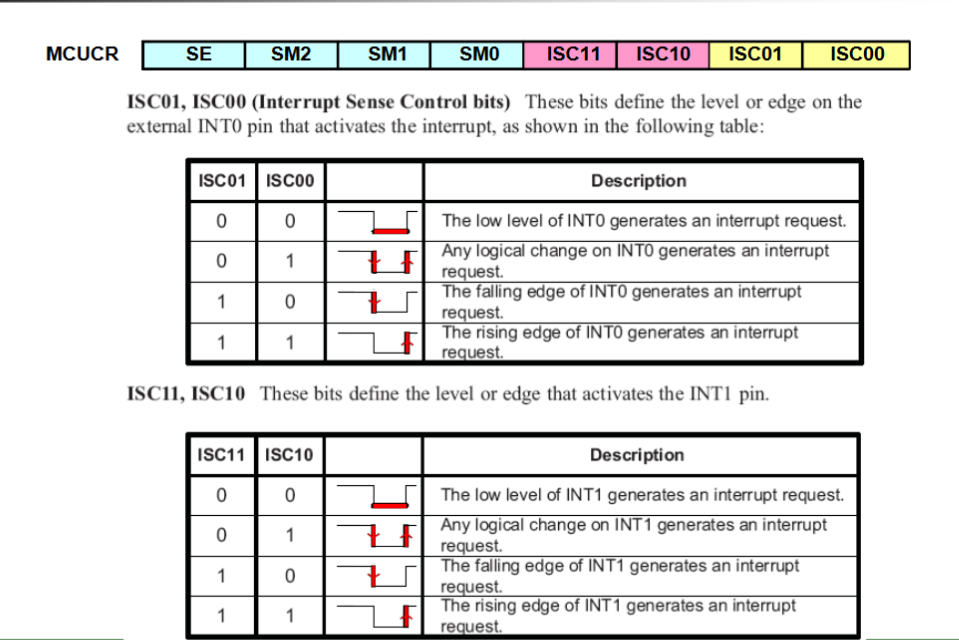 MCUCR SE SM2 SM1 SM0 ISC11 ISC10 ISC01 ISC00
ISC01, ISC00 (Interrupt Sense Control bits) These bits define the level or edge on the
external INT0 pin that activates the interrupt, as shown in the following table:
ISC01 ISC00 Description
0 0 The low level of INT0 generates an interrupt request.
0 1 Any logical change on INT0 generates an interrupt
request.
1 0 The falling edge of INT0 generates an interrupt
request.
1 1 The rising edge of INT0 generates an interrupt
request.
ISC11, ISC10 These bits define the level or edge that activates the INT1 pin.
ISC11 ISC10 Description
0 0 The low level of INT1 generates an interrupt request.
0 1 Any logical change on INT1 generates an interrupt
request.
1 0 The falling edge of INT1 generates an interrupt
request.
1 1 The rising edge of INT1 generates an interrupt
request.